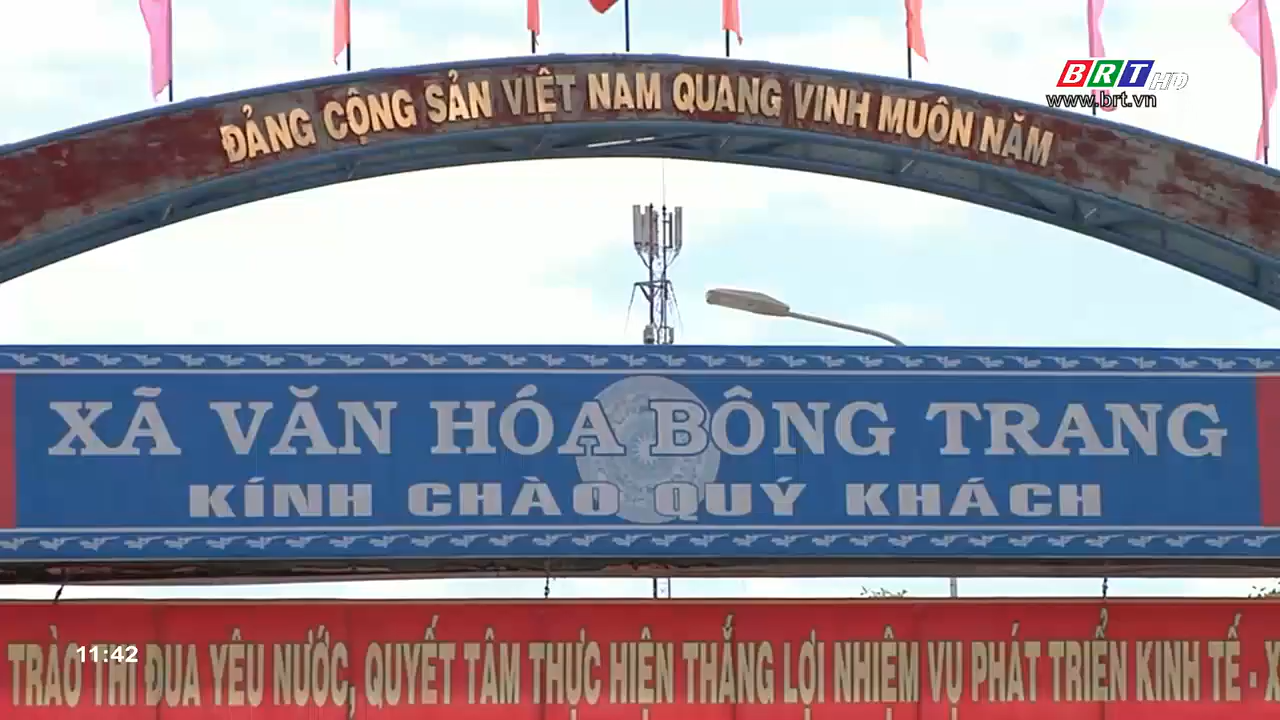 BRT HD
www.brt.vn
ĐẢNG CỘNG SẢN VIỆT NAM QUANG VINH MUÔN NĂM
XÃ VĂN HÓA BÔNG TRANG
KÍNH CHÀO QUÝ KHÁCH
TRÀO THI ĐUA YÊU NƯỚC, QUYẾT TÂM THỰC HIỆN THẮNG LỢI NHIỆM VỤ PHÁT TRIỂN KINH TẾ - X
11:42